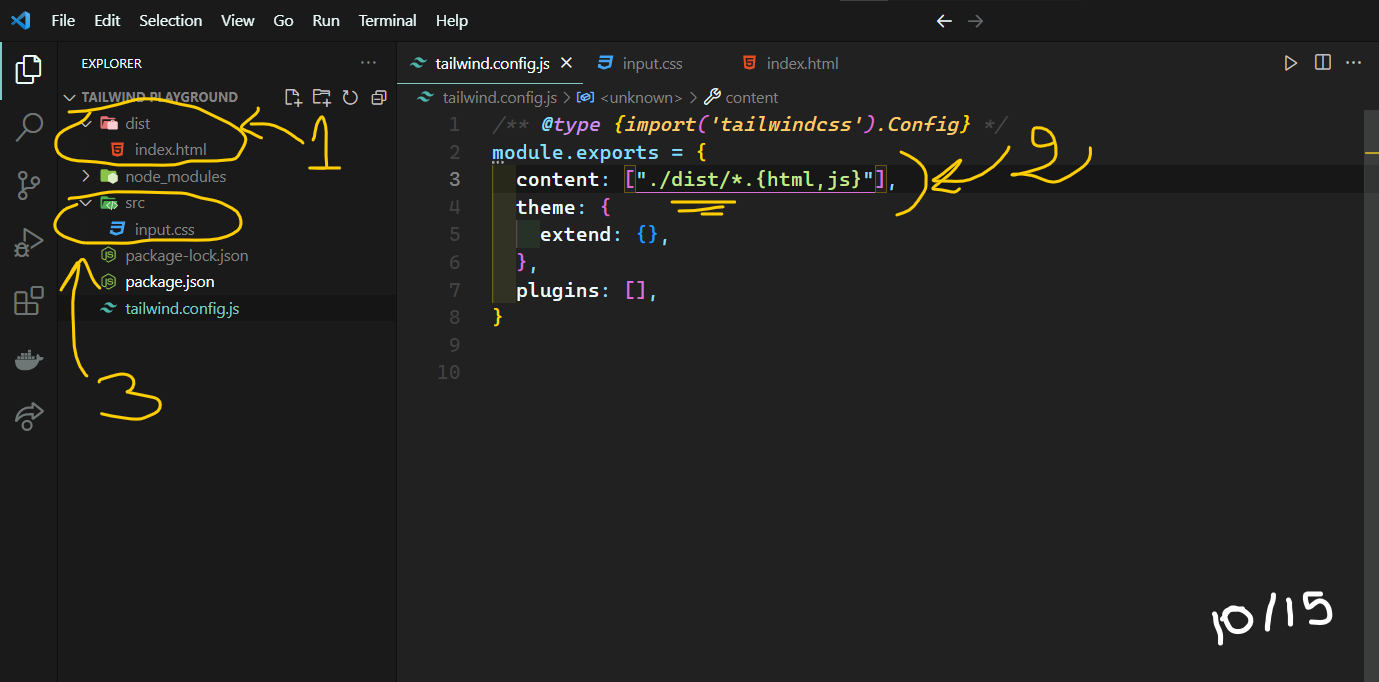 File Edit Selection View Go Run Terminal Help
EXPLORER
TAILWIND PLAYGROUND
dist
index.html
node_modules
src
input.css
package-lock.json
package.json
tailwind.config.js
1
3
tailwind.config.js input.css index.html
tailwind.config.js > <unknown> > content
1 /** @type {import('tailwindcss').Config} */
2 module.exports = {
3 content: ["./dist/*.{html,js}"],
4 theme: {
5 extend: {},
6 },
7 plugins: [],
8 }
9
10
2
10/15